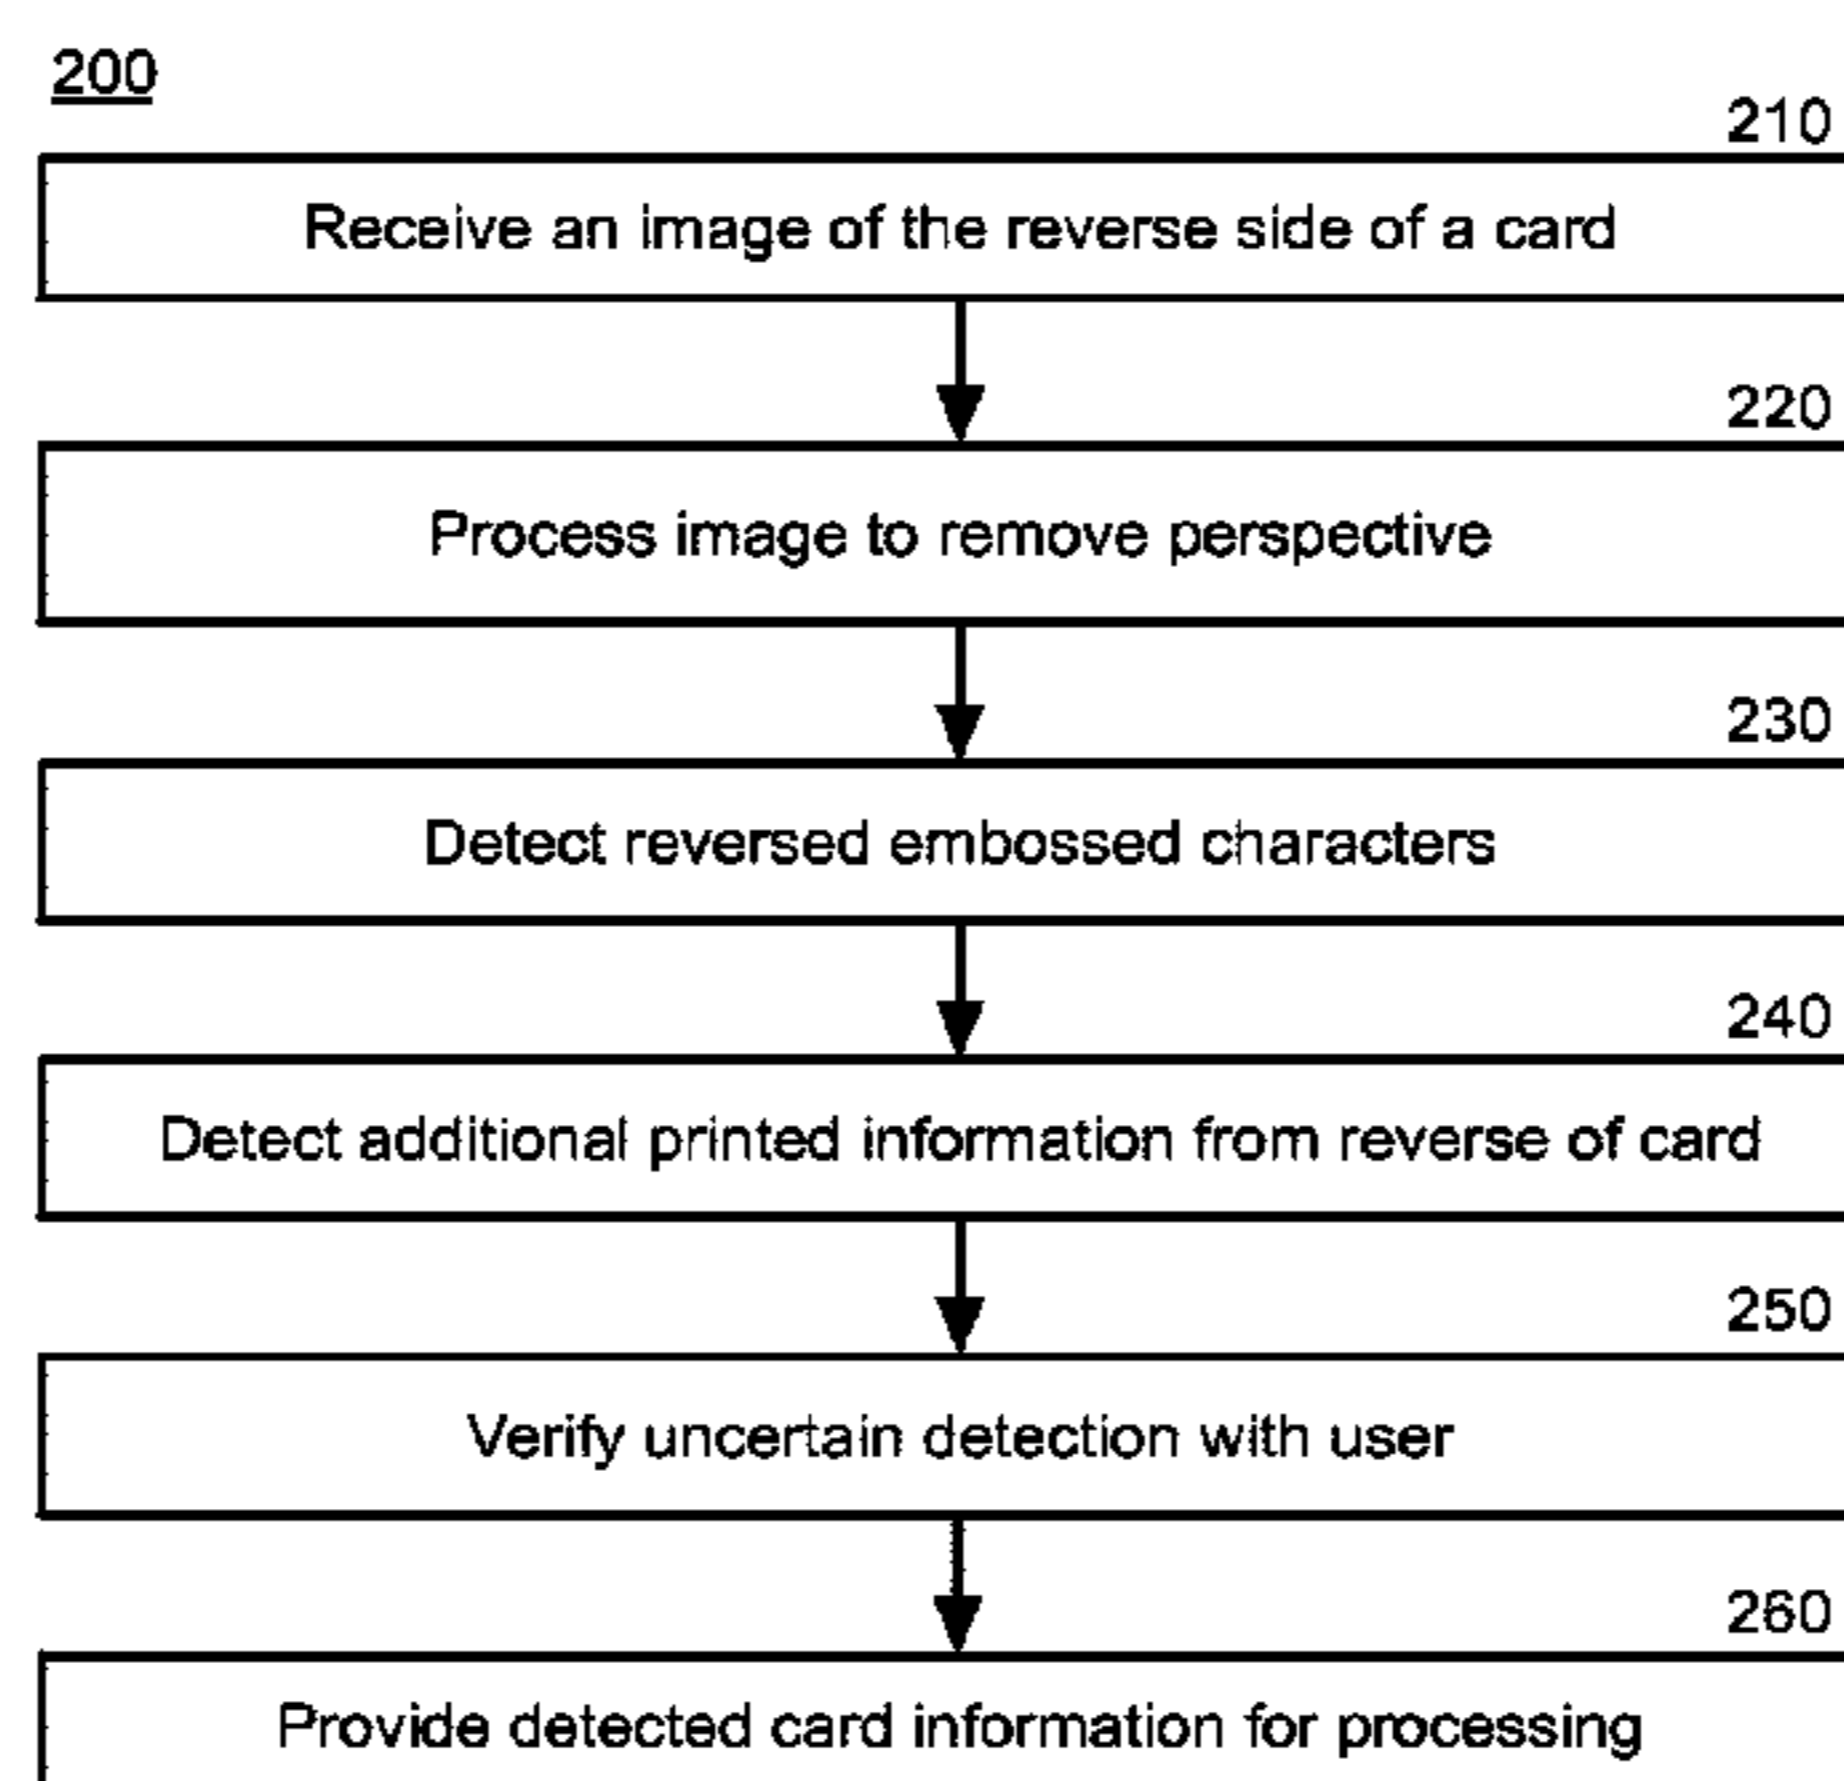 200
210
Receive an image of the reverse side of a card
220
Process image to remove perspective
230
Detect reversed embossed characters
240
Detect additional printed information from reverse of card
250
Verify uncertain detection with user
260
Provide detected card information for processing